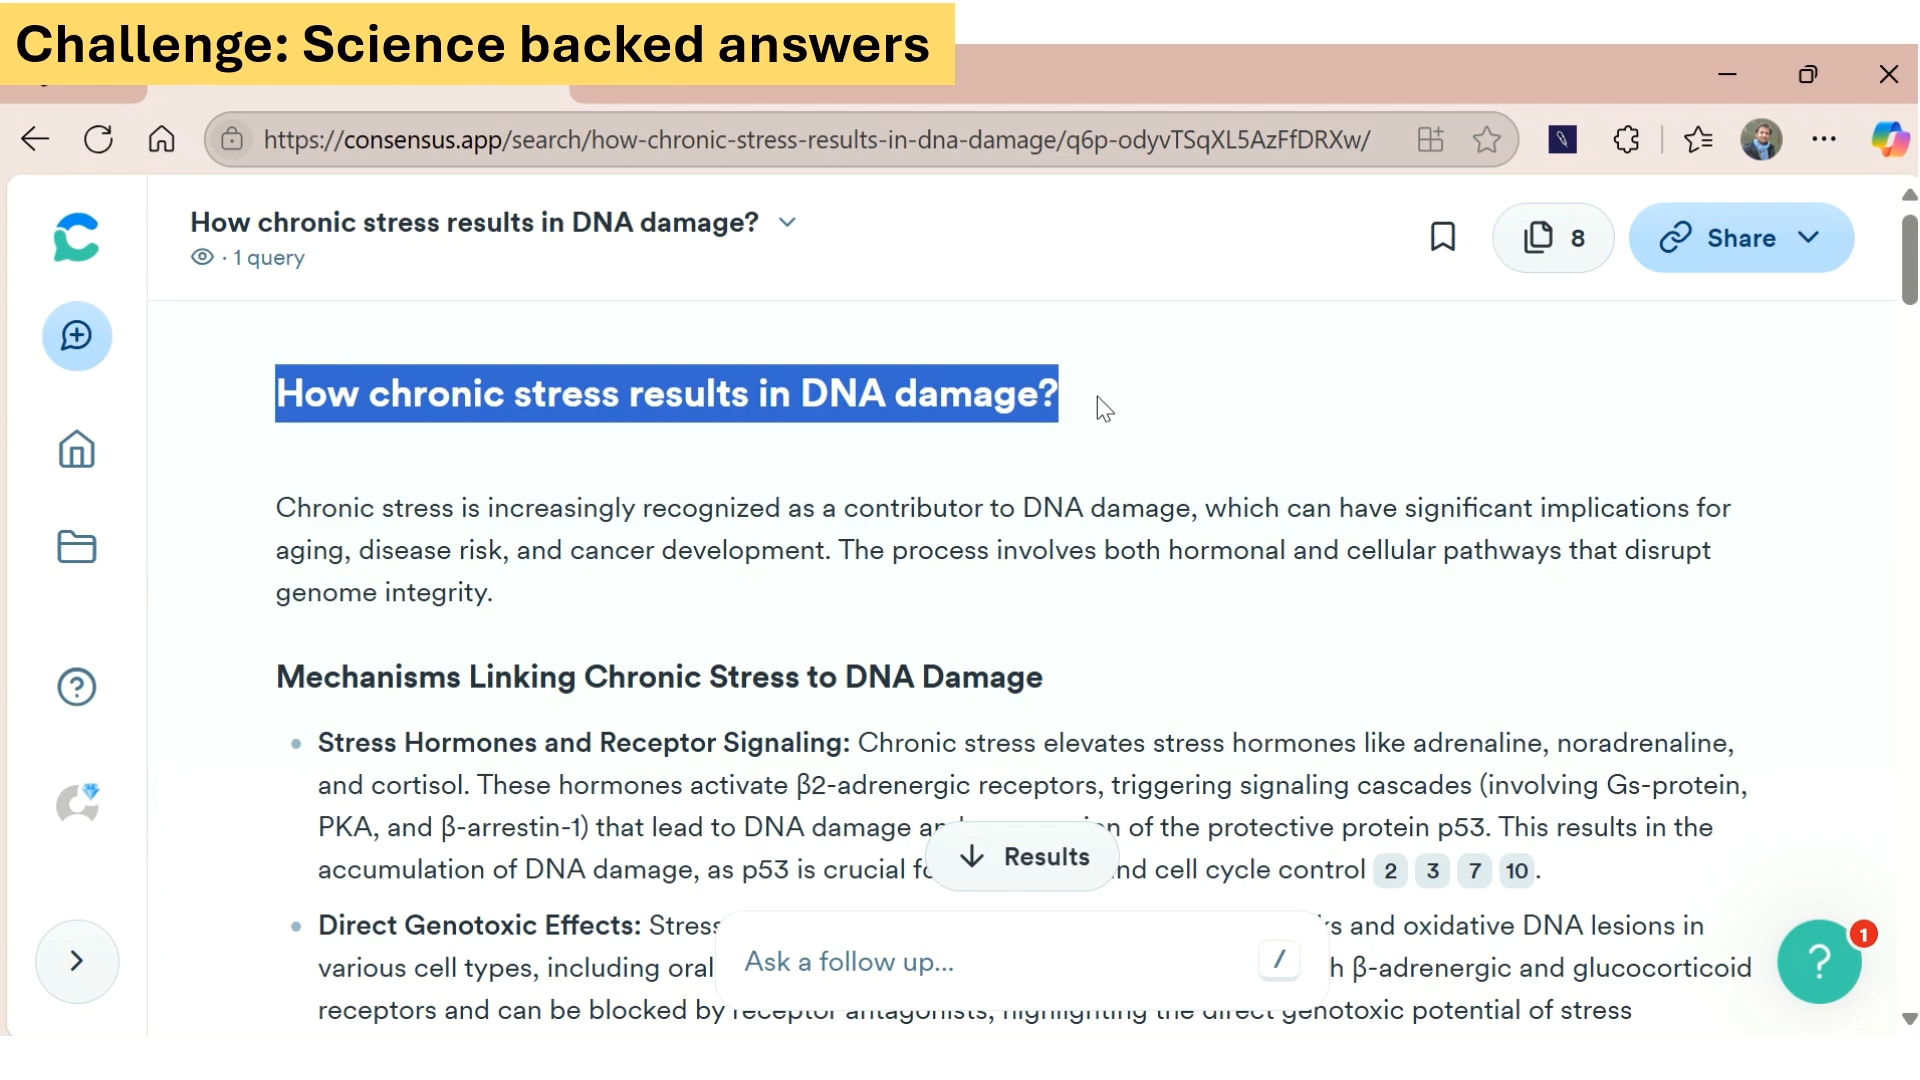 Challenge: Science backed answers
https://consensus.app/search/how-chronic-stress-results-in-dna-damage/q6p-odyvTSqXL5AzFfDRXw/
How chronic stress results in DNA damage?
· 1 query
8
Share
How chronic stress results in DNA damage?
Chronic stress is increasingly recognized as a contributor to DNA damage, which can have significant implications for
aging, disease risk, and cancer development. The process involves both hormonal and cellular pathways that disrupt
genome integrity.
Mechanisms Linking Chronic Stress to DNA Damage
• Stress Hormones and Receptor Signaling: Chronic stress elevates stress hormones like adrenaline, noradrenaline,
and cortisol. These hormones activate β2-adrenergic receptors, triggering signaling cascades (involving Gs-protein,
PKA, and β-arrestin-1) that lead to DNA damage of the protective protein p53. This results in the
accumulation of DNA damage, as p53 is crucial cell cycle control 2 3 7 10.
Results
• Direct Genotoxic Effects: Stress and oxidative DNA lesions in
various cell types, including oral β-adrenergic and glucocorticoid
receptors and can be blocked by receptor antagonists, highlighting the direct genotoxic potential of stress
Ask a follow up...
/
?
1